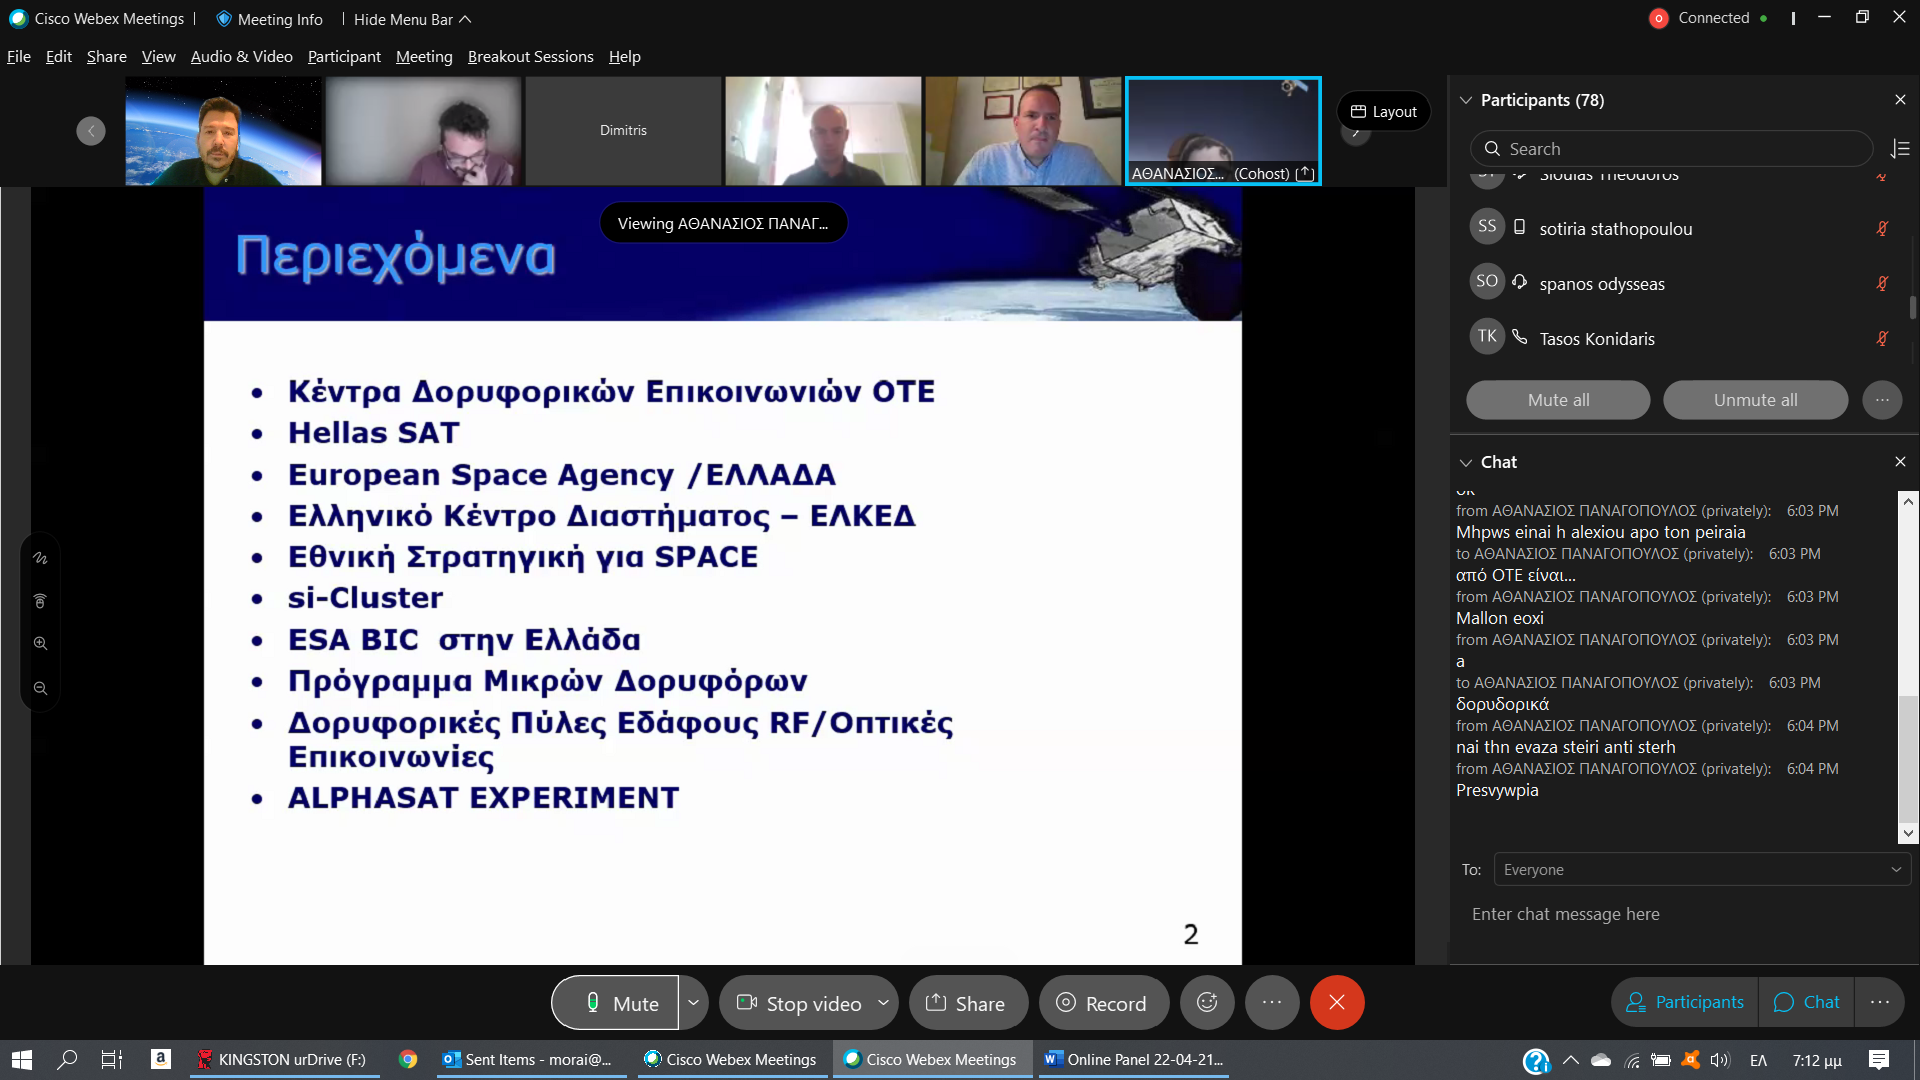 Cisco Webex Meetings
Meeting Info
Hide Menu Bar
Connected
File Edit Share View Audio & Video Participant Meeting Breakout Sessions Help
Dimitris
ΑΘΑΝΑΣΙΟΣ... (Cohost)
Layout
Viewing ΑΘΑΝΑΣΙΟΣ ΠΑΝΑΓ...
Περιεχόμενα
• Κέντρα Δορυφορικών Επικοινωνιών ΟΤΕ
• Hellas SAT
• European Space Agency /ΕΛΛΑΔΑ
• Ελληνικό Κέντρο Διαστήματος – ΕΛΚΕΔ
• Εθνική Στρατηγική για SPACE
• si-Cluster
• ESA BIC στην Ελλάδα
• Πρόγραμμα Μικρών Δορυφόρων
• Δορυφορικές Πύλες Εδάφους RF/Οπτικές
Επικοινωνίες
• ALPHASAT EXPERIMENT
2
Participants (78)
Search
Sioulas Theodoros
SS sotiria stathopoulou
SO spanos odysseas
TK Tasos Konidaris
Mute all
Unmute all
Chat
from ΑΘΑΝΑΣΙΟΣ ΠΑΝΑΓΟΠΟΥΛΟΣ (privately): 6:03 PM
Mhpws einai h alexiou apo ton peiraia
to ΑΘΑΝΑΣΙΟΣ ΠΑΝΑΓΟΠΟΥΛΟΣ (privately): 6:03 PM
από ΟΤΕ είναι...
from ΑΘΑΝΑΣΙΟΣ ΠΑΝΑΓΟΠΟΥΛΟΣ (privately): 6:03 PM
Mallon eoxi
from ΑΘΑΝΑΣΙΟΣ ΠΑΝΑΓΟΠΟΥΛΟΣ (privately): 6:03 PM
a
to ΑΘΑΝΑΣΙΟΣ ΠΑΝΑΓΟΠΟΥΛΟΣ (privately): 6:03 PM
δορυδορικά
from ΑΘΑΝΑΣΙΟΣ ΠΑΝΑΓΟΠΟΥΛΟΣ (privately): 6:04 PM
nai thn evaza steiri anti sterh
from ΑΘΑΝΑΣΙΟΣ ΠΑΝΑΓΟΠΟΥΛΟΣ (privately): 6:04 PM
Presvywpia
To: Everyone
Enter chat message here
Mute
Stop video
Share
Record
Participants
Chat
KINGSTON urDrive (F:)
Sent Items - morai@...
Cisco Webex Meetings
Cisco Webex Meetings
Online Panel 22-04-21...
ΕΛ
7:12 μμ